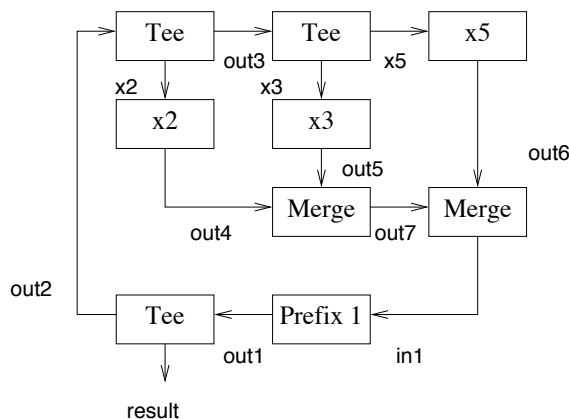 Tee
Tee
x5
out3
x5
x2
x3
x2
x3
out6
out5
Merge
Merge
out4
out7
out2
Tee
Prefix 1
out1
in1
result